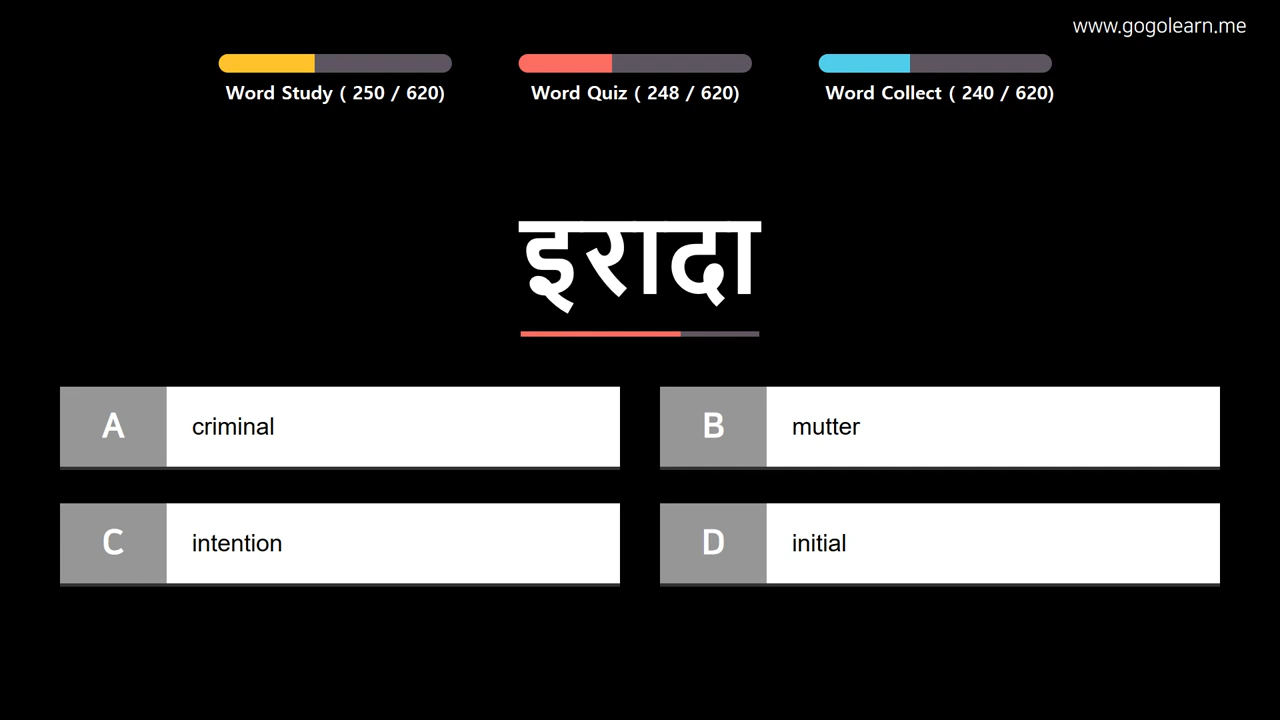 www.gogolearn.me
Word Study ( 250 / 620)
Word Quiz ( 248 / 620)
Word Collect ( 240 / 620)
इरादा
A criminal
B mutter
C intention
D initial